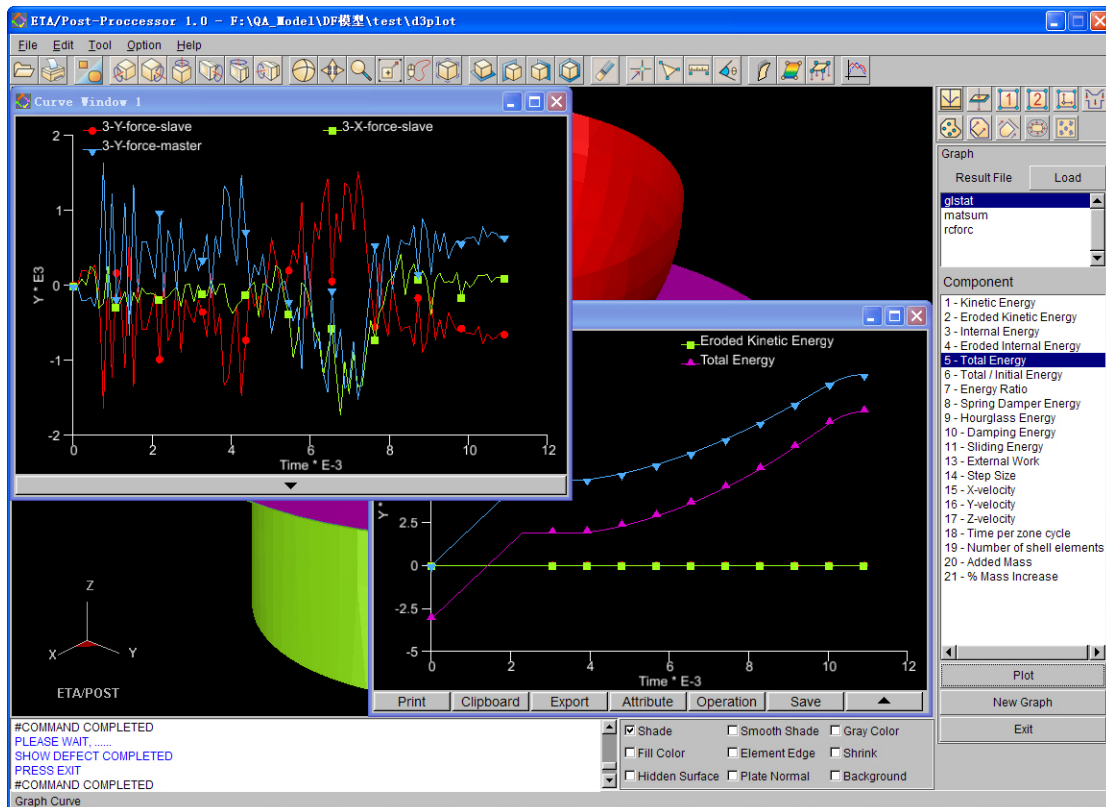 ETA/Post-Proccessor 1.0 - F:\QA_Model\DF模型\test\d3plot
File Edit Tool Option Help
Curve Window 1
3-Y-force-slave 3-X-force-slave
3-Y-force-master
2
1
0
-1
-2
Y * E3
0 2 4 6 8 10 12
Time * E-3
Eroded Kinetic Energy
Total Energy
2.5
0
-2.5
-5
0 2 4 6 8 10 12
Time * E-3
Print Clipboard Export Attribute Operation Save
Z
X Y
ETA/POST
1 2
Graph
Result File Load
glstat
matsum
rcforc
Component
1 - Kinetic Energy
2 - Eroded Kinetic Energy
3 - Internal Energy
4 - Eroded Internal Energy
5 - Total Energy
6 - Total / Initial Energy
7 - Energy Ratio
8 - Spring Damper Energy
9 - Hourglass Energy
10 - Damping Energy
11 - Sliding Energy
13 - External Work
14 - Step Size
15 - X-velocity
16 - Y-velocity
17 - Z-velocity
18 - Time per zone cycle
19 - Number of shell elements
20 - Added Mass
21 - % Mass Increase
Plot
New Graph
Exit
#COMMAND COMPLETED
PLEASE WAIT, ......
SHOW DEFECT COMPLETED
PRESS EXIT
#COMMAND COMPLETED
Shade Smooth Shade Gray Color
Fill Color Element Edge Shrink
Hidden Surface Plate Normal Background
Graph Curve